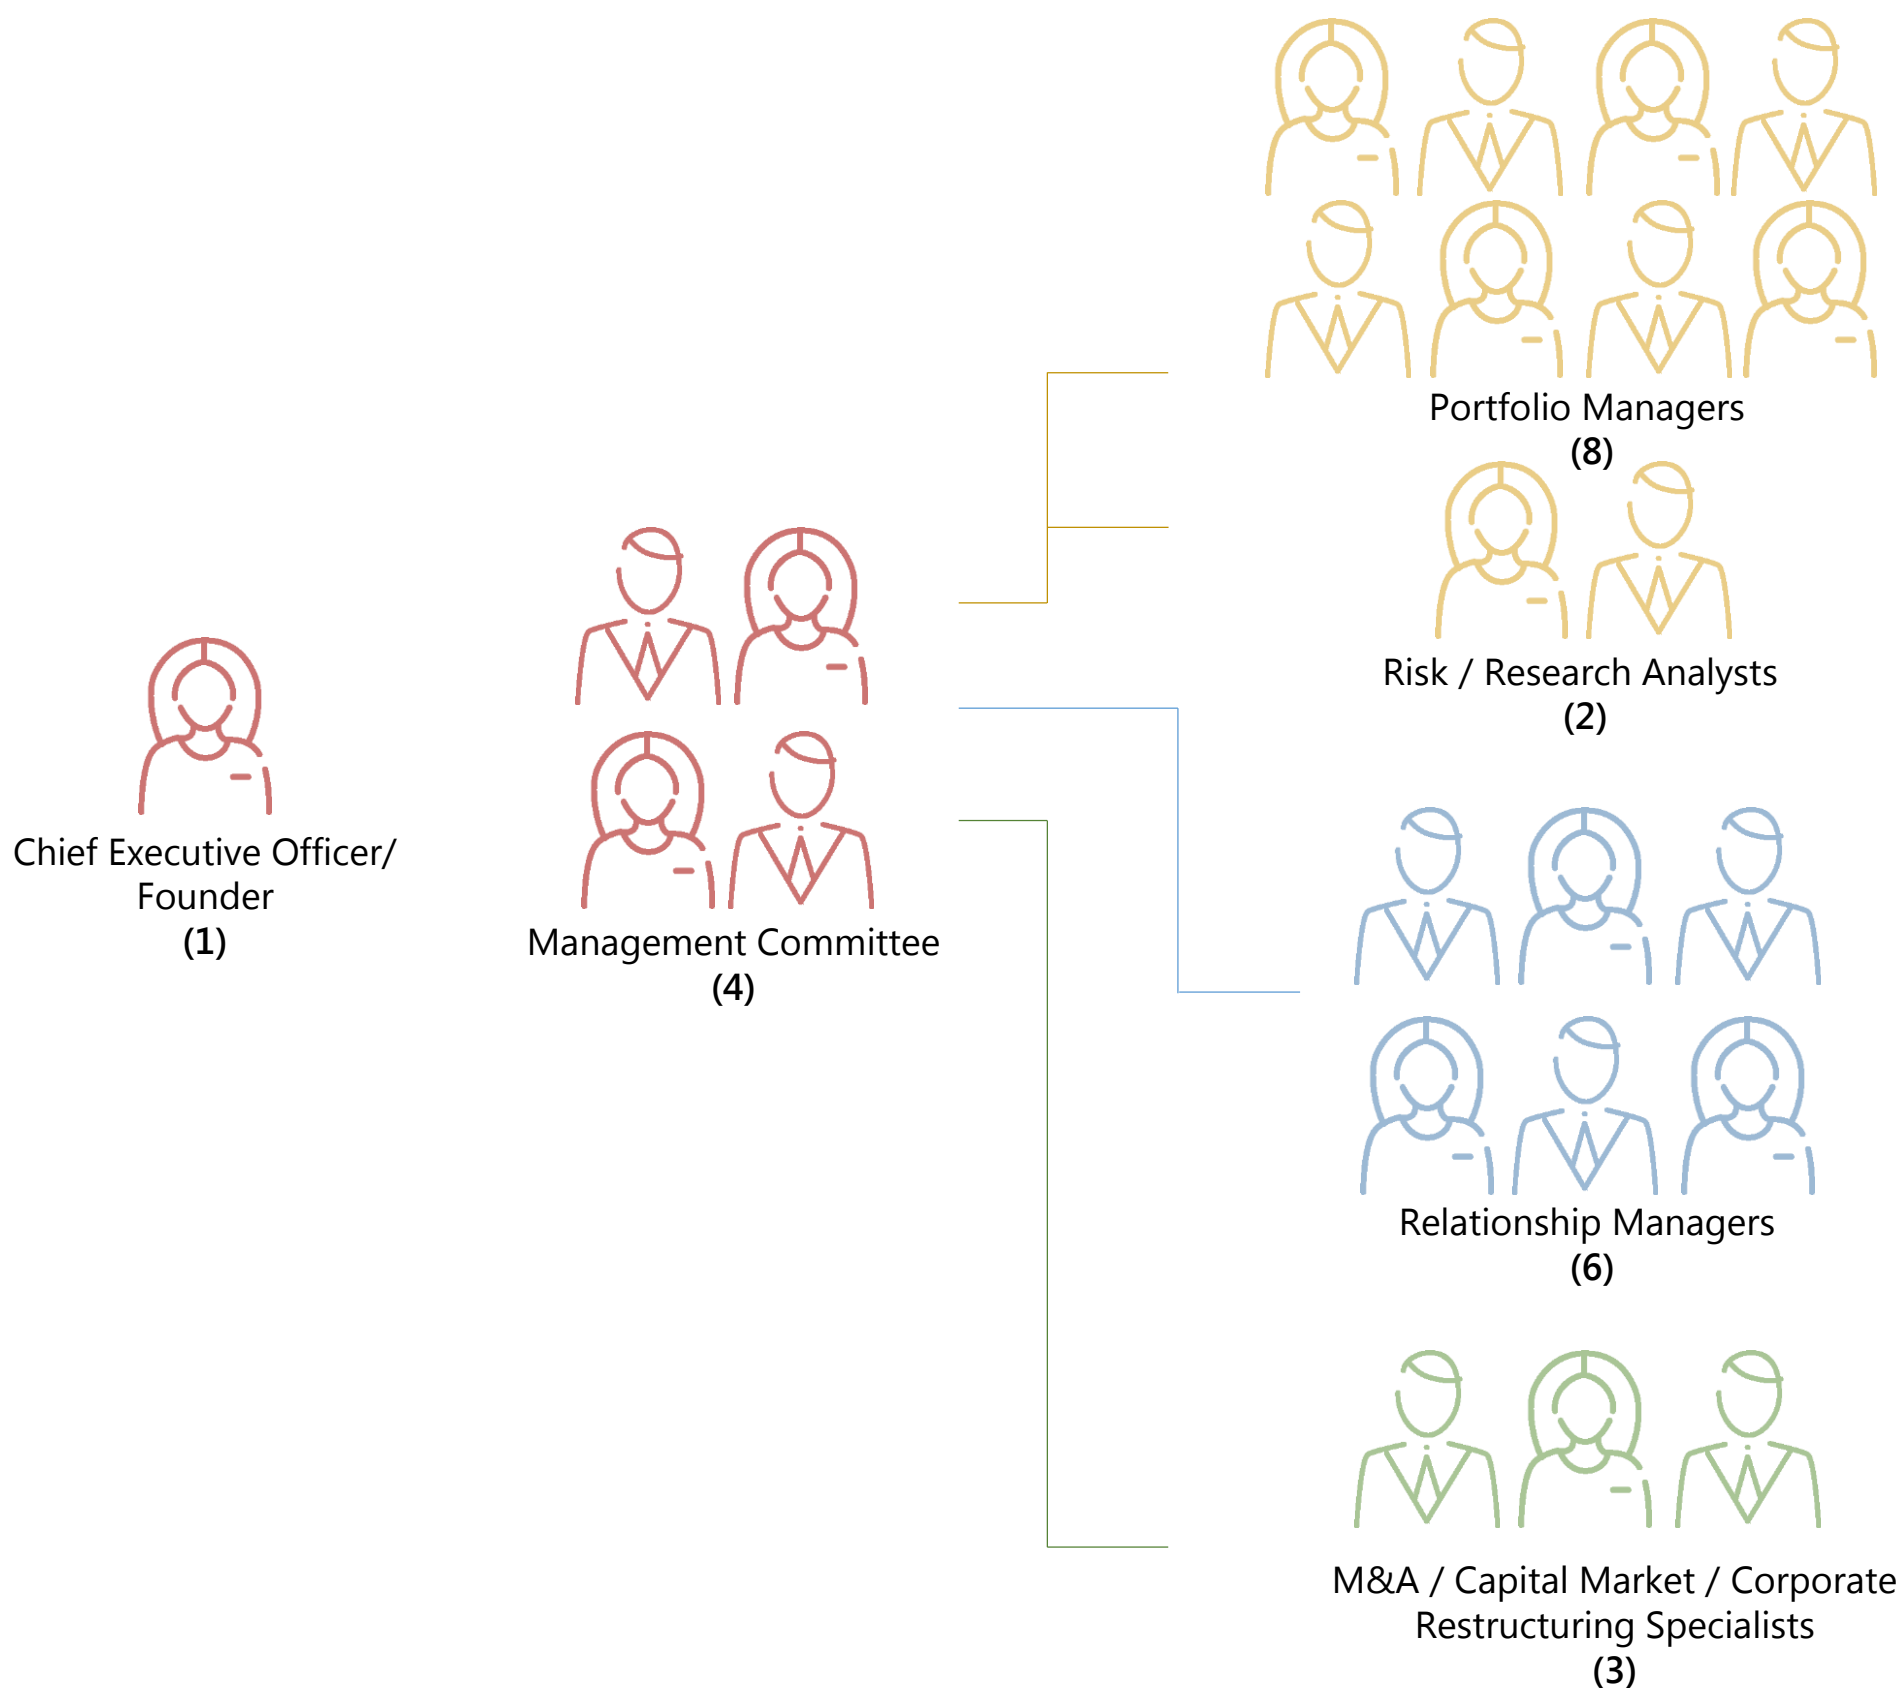 Chief Executive Officer/
Founder
(1)
Management Committee
(4)
Portfolio Managers
(8)
Risk / Research Analysts
(2)
Relationship Managers
(6)
M&A / Capital Market / Corporate
Restructuring Specialists
(3)